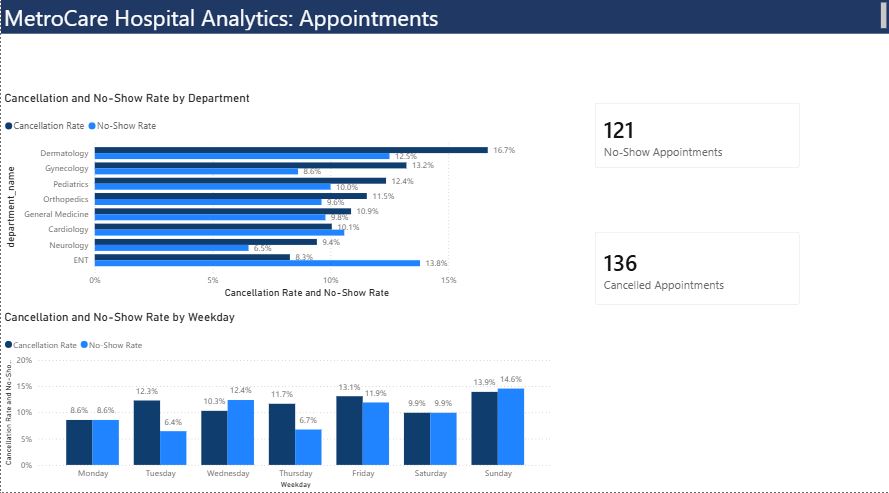 MetroCare Hospital Analytics: Appointments
Cancellation and No-Show Rate by Department
Cancellation Rate No-Show Rate
department_name
Dermatology 16.7% 12.5%
Gynecology 13.2% 8.6%
Pediatrics 12.4% 10.0%
Orthopedics 11.5% 9.6%
General Medicine 10.9% 9.8%
Cardiology 10.1%
Neurology 9.4% 6.5%
ENT 8.3% 13.8%
0% 5% 10% 15%
Cancellation Rate and No-Show Rate
121
No-Show Appointments
136
Cancelled Appointments
Cancellation and No-Show Rate by Weekday
Cancellation Rate No-Show Rate
Cancellation Rate and No-Sho...
20%
15%
10%
5%
0%
8.6% 8.6% 12.3% 6.4% 10.3% 12.4% 11.7% 6.7% 13.1% 11.9% 9.9% 9.9% 13.9% 14.6%
Monday Tuesday Wednesday Thursday Friday Saturday Sunday
Weekday